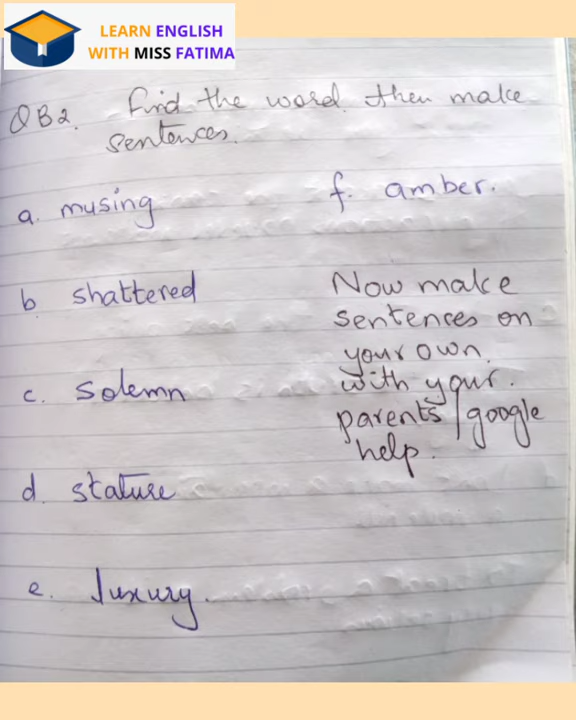 LEARN ENGLISH
WITH MISS FATIMA
QB2. Find the word then make
sentences.
a. musing
f. amber.
b shattered
c. Solemn
d. stature
e. luxury.
Now make
sentences on
your own.
with your.
parents/google
help.